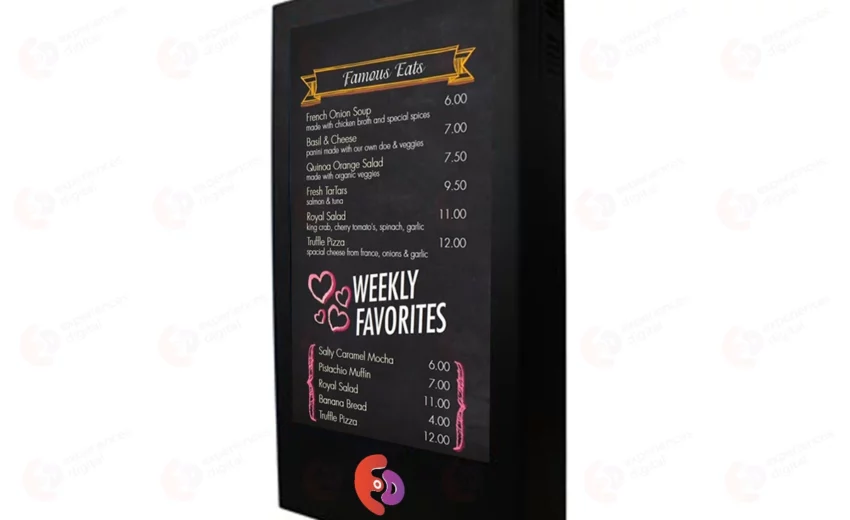 Famous Eats
French Onion Soup 6.00
made with chicken broth and special spices
Basil & Cheese 7.00
panini made with our own doe & veggies
Quinoa Orange Salad 7.50
made with organic veggies
Fresh TarTars 9.50
salmon & tuna
Royal Salad 11.00
king crab, cherry tomato's, spinach, garlic
Truffle Pizza 12.00
spacial cheese from france, onions & garlic
WEEKLY
FAVORITES
Salty Caramel Mocha 6.00
Pistachio Muffin 7.00
Royal Salad 11.00
Banana Bread 4.00
Truffle Pizza 12.00